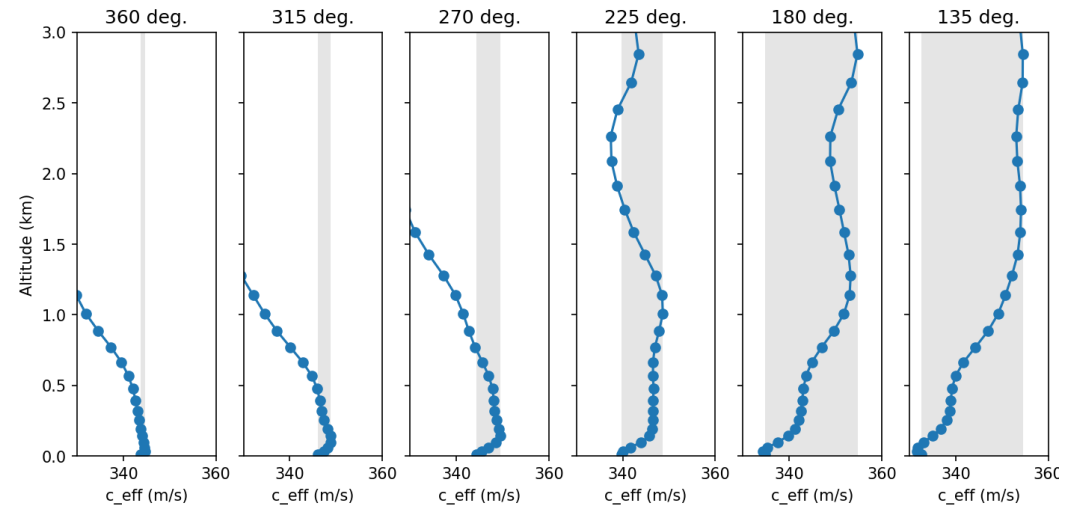 360 deg. 315 deg. 270 deg. 225 deg. 180 deg. 135 deg.
3.0
2.5
2.0
1.5
1.0
0.5
0.0
Altitude (km)
340 360 340 360 340 360 340 360 340 360 340 360
c_eff (m/s) c_eff (m/s) c_eff (m/s) c_eff (m/s) c_eff (m/s) c_eff (m/s)